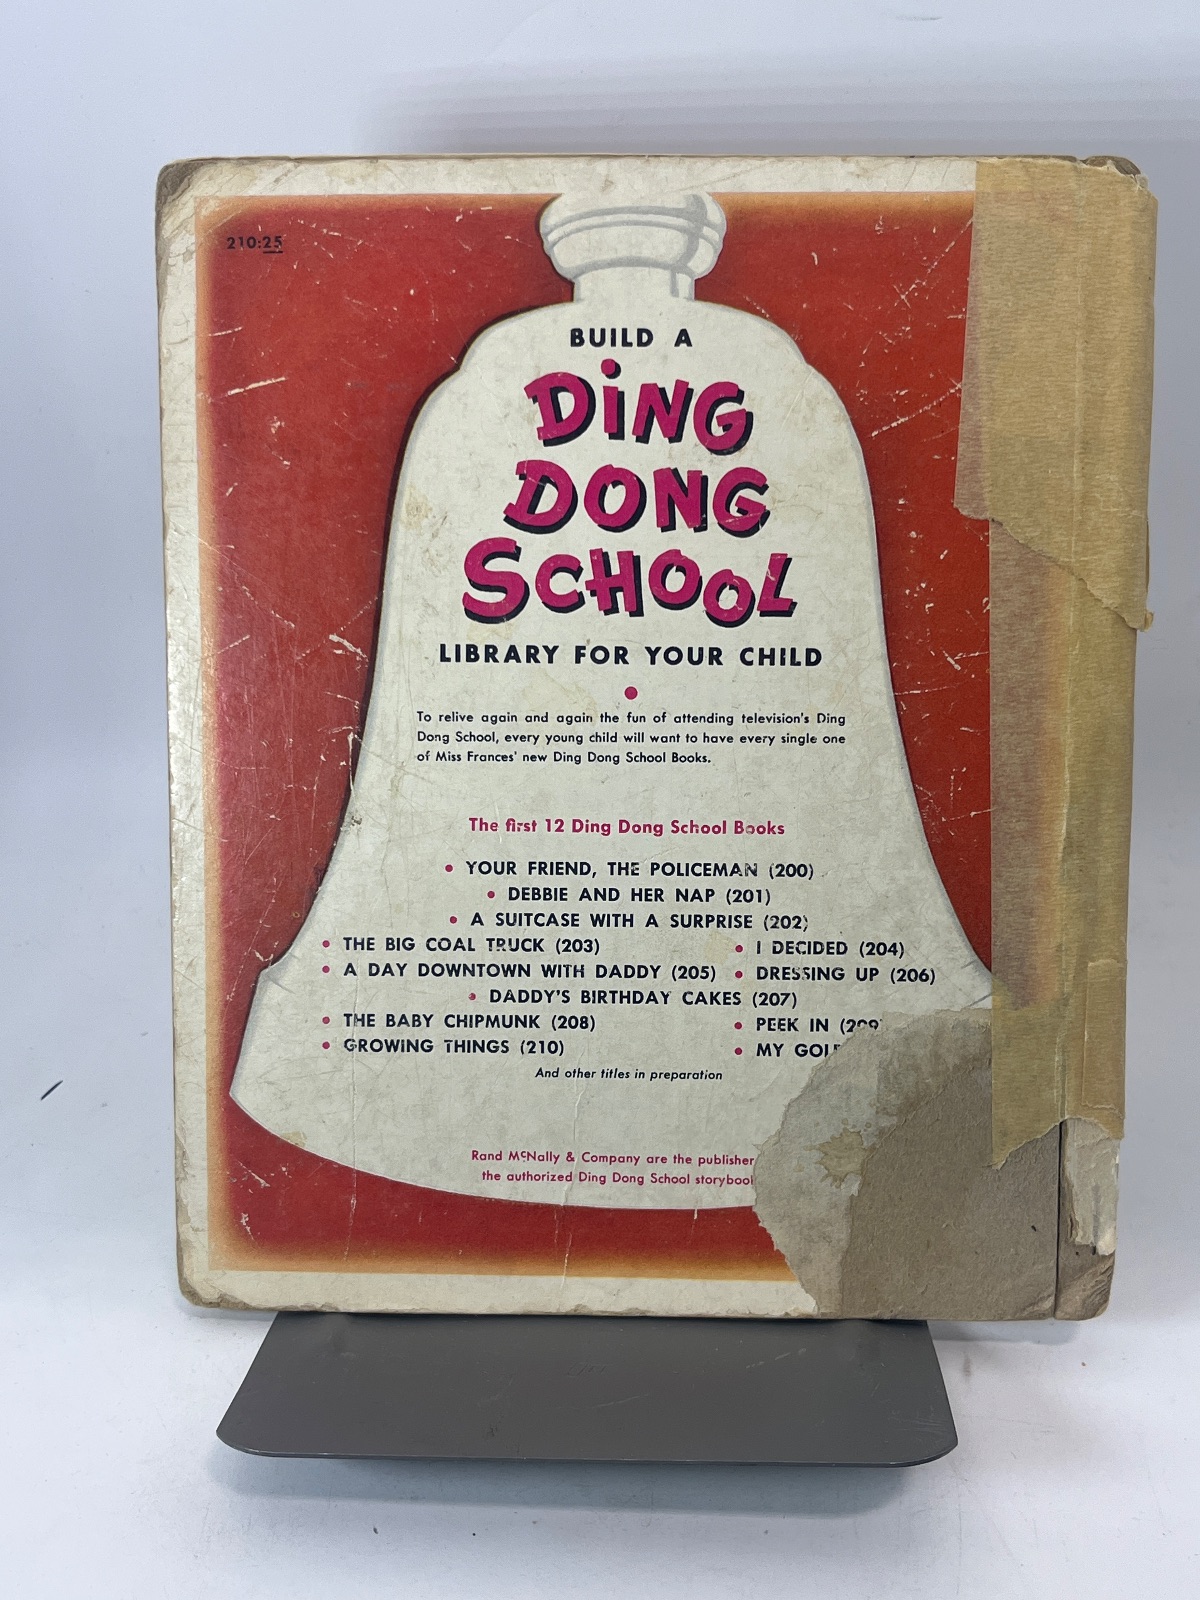 210:25
BUILD A
DiNG
DONG
SCHOOL
LIBRARY FOR YOUR CHILD
To relive again and again the fun of attending television's Ding
Dong School, every young child will want to have every single one
of Miss Frances' new Ding Dong School Books.
The first 12 Ding Dong School Books
• YOUR FRIEND, THE POLICEMAN (200)
• DEBBIE AND HER NAP (201)
• A SUITCASE WITH A SURPRISE (202)
• THE BIG COAL TRUCK (203) • I DECIDED (204)
• A DAY DOWNTOWN WITH DADDY (205) • DRESSING UP (206)
• DADDY'S BIRTHDAY CAKES (207)
• THE BABY CHIPMUNK (208) • PEEK IN (209
• GROWING THINGS (210) • MY
And other titles in preparation
Rand McNally & Company are the publisher
the authorized Ding Dong School storybook